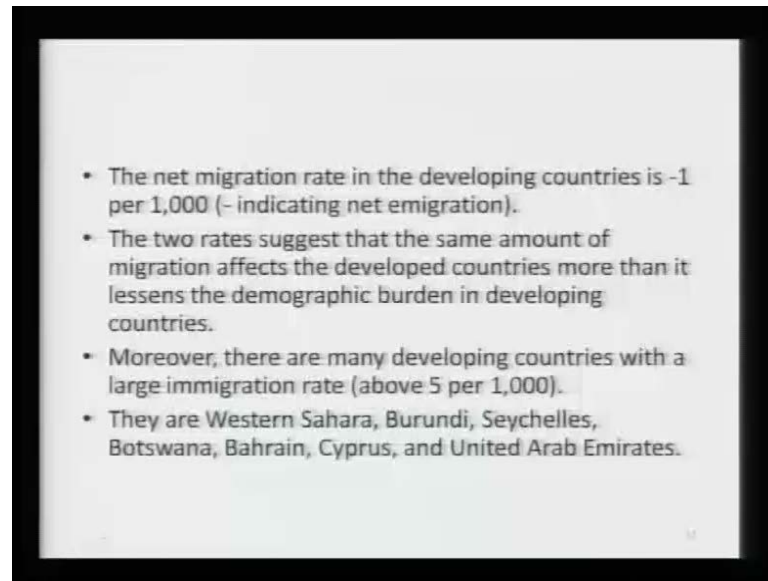 • The net migration rate in the developing countries is -1
per 1,000 (- indicating net emigration).
• The two rates suggest that the same amount of
migration affects the developed countries more than it
lessens the demographic burden in developing
countries.
• Moreover, there are many developing countries with a
large immigration rate (above 5 per 1,000).
• They are Western Sahara, Burundi, Seychelles,
Botswana, Bahrain, Cyprus, and United Arab Emirates.